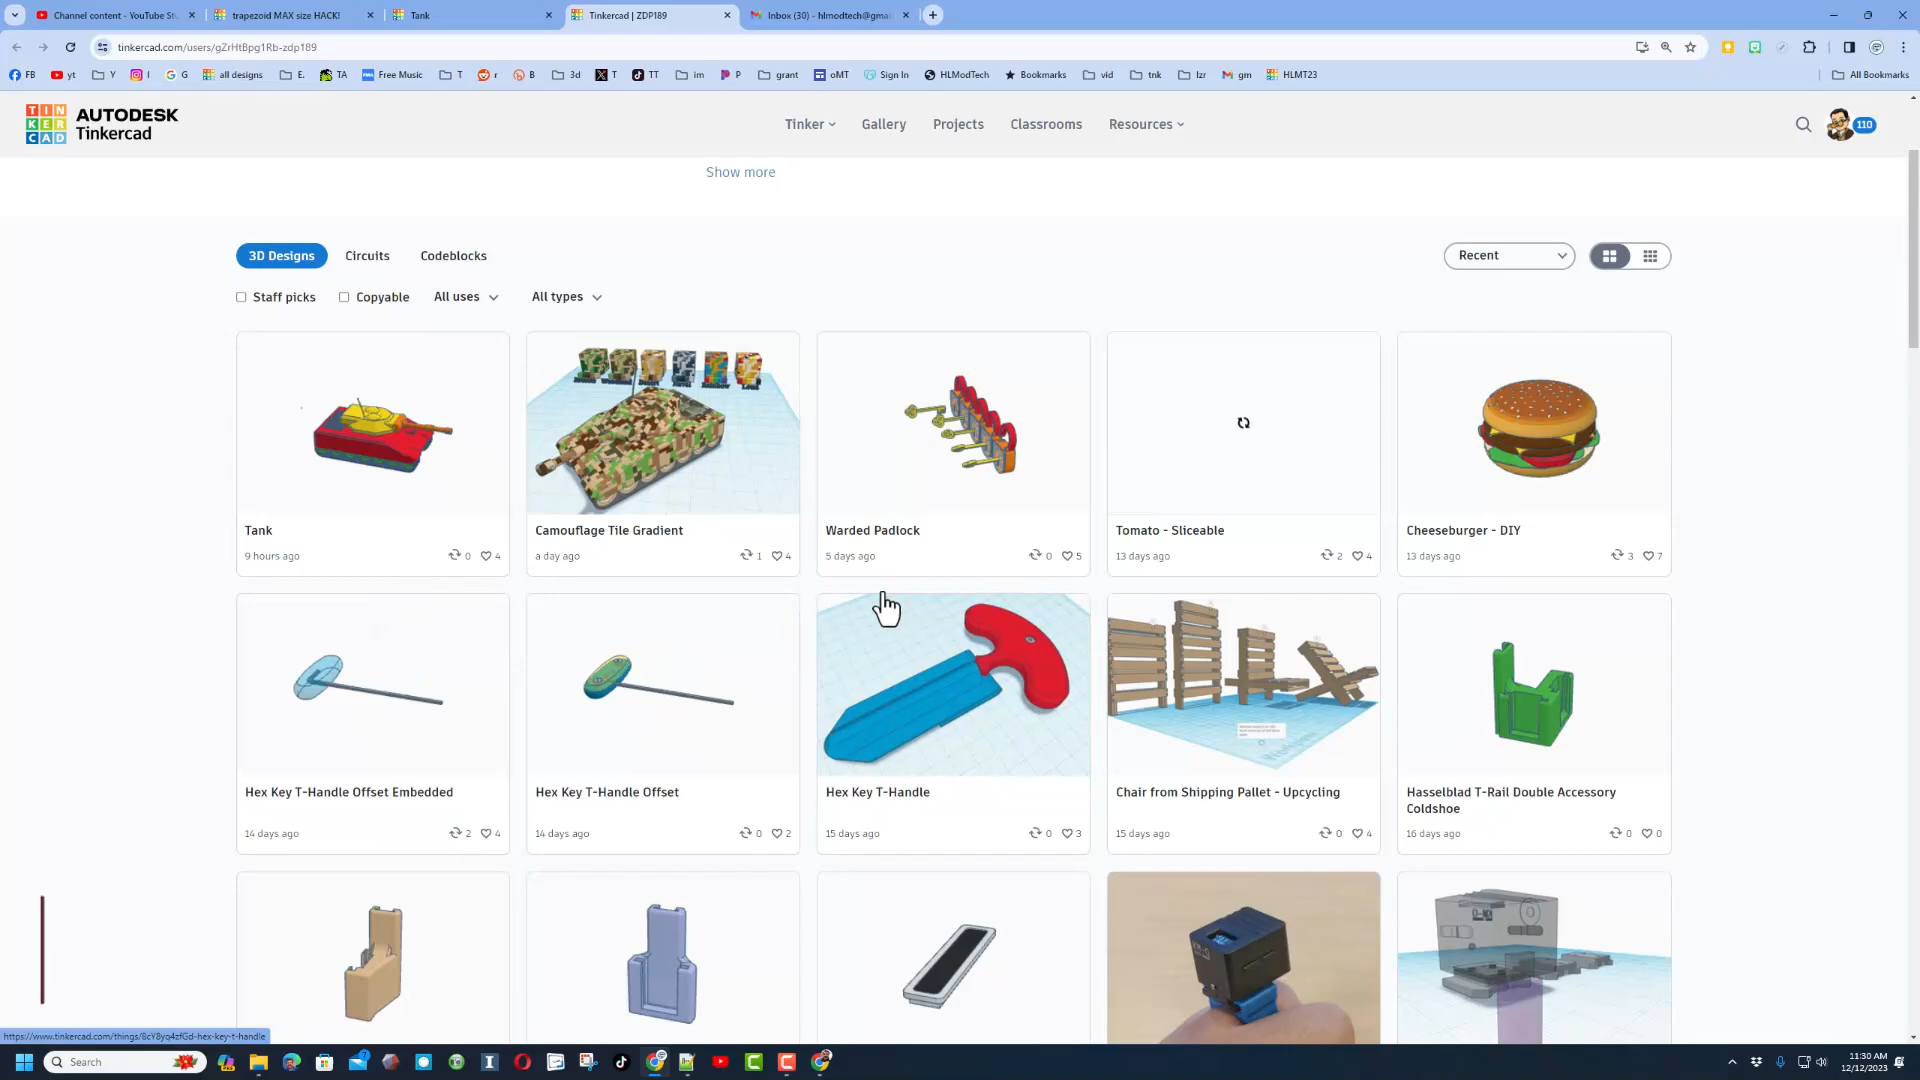 Channel content - YouTube St
trapezoid MAX size HACK!
Tank
Tinkercad | ZDP189
Inbox (30) - hlmodtech@gmai
tinkercad.com/users/gZrHtBpg1Rb-zdp189
FB
yt
Y
I
G
all designs
E.
TA
Free Music
T
r
B
3d
T
TT
im
P
grant
oMT
Sign In
HLModTech
Bookmarks
vid
tnk
lzr
gm
HLMT23
All Bookmarks
TIN
KER
CAD
AUTODESK
Tinkercad
Tinker
Gallery
Projects
Classrooms
Resources
110
Show more
3D Designs
Circuits
Codeblocks
Recent
Staff picks
Copyable
All uses
All types
Tank
9 hours ago
0
4
Camouflage Tile Gradient
a day ago
1
4
Warded Padlock
5 days ago
0
5
Tomato - Sliceable
13 days ago
2
4
Cheeseburger - DIY
13 days ago
3
7
Hex Key T-Handle Offset Embedded
14 days ago
2
4
Hex Key T-Handle Offset
14 days ago
0
2
Hex Key T-Handle
15 days ago
0
3
Chair from Shipping Pallet - Upcycling
15 days ago
0
4
Hasselblad T-Rail Double Accessory
Coldshoe
16 days ago
0
0
https://www.tinkercad.com/things/8cY8yq4zfGd-hex-key-t-handle
Search
11:30 AM
12/12/2023